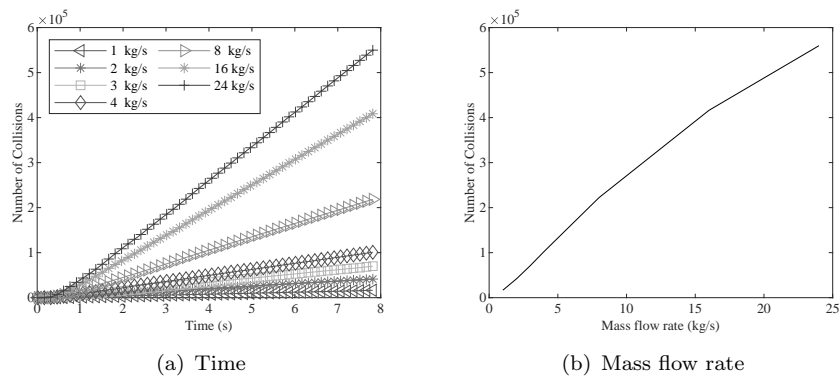 ×10^5
6
5
4
3
2
1
0
Number of Collisions
1 kg/s
2 kg/s
3 kg/s
4 kg/s
8 kg/s
16 kg/s
24 kg/s
0 1 2 3 4 5 6 7 8
Time (s)
(a) Time
×10^5
6
5
4
3
2
1
0
Number of Collisions
0 5 10 15 20 25
Mass flow rate (kg/s)
(b) Mass flow rate